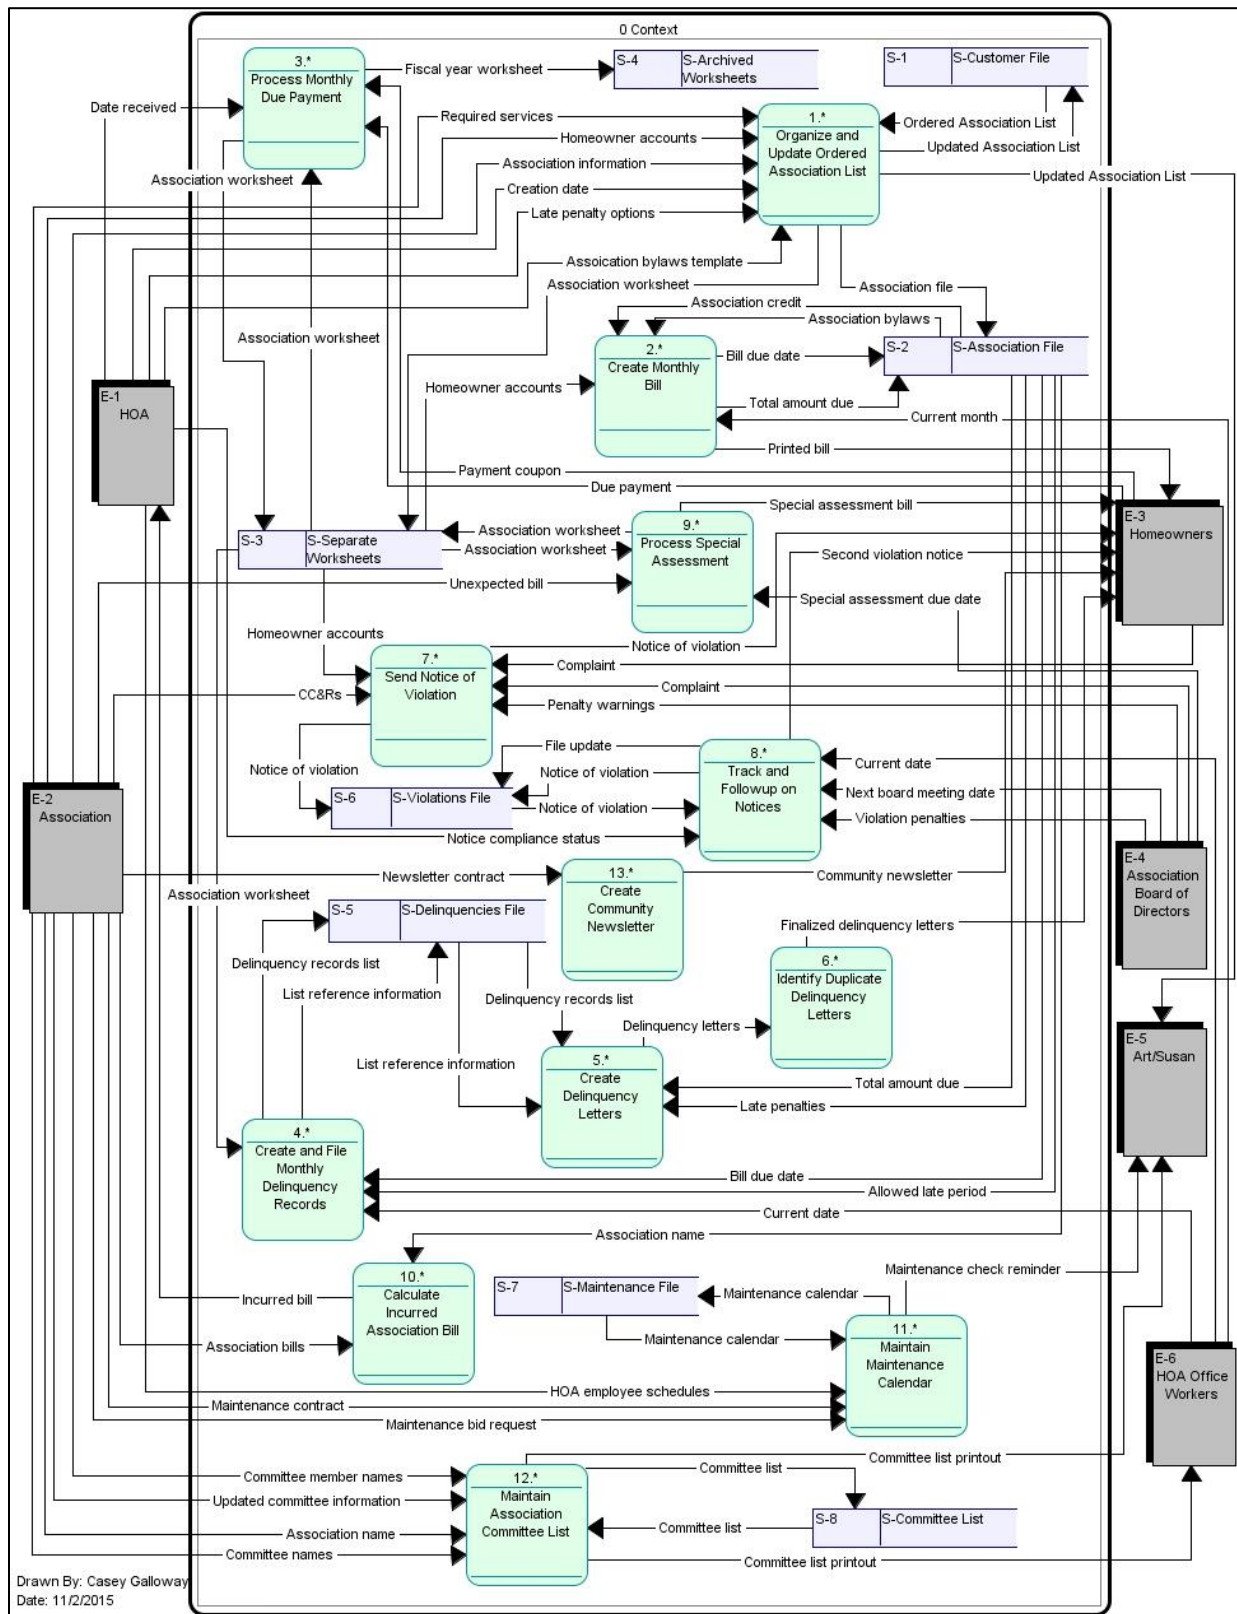 0 Context
3.*
Process Monthly
Due Payment
Fiscal year worksheet
S-4
S-Archived
Worksheets
S-1
S-Customer File
Date received
Required services
1.*
Organize and
Update Ordered
Association List
Ordered Association List
Homeowner accounts
Updated Association List
Association worksheet
Association information
Updated Association List
Creation date
Late penalty options
Assoication bylaws template
Association worksheet
Association file
Association credit
Association bylaws
Association worksheet
2.*
Create Monthly
Bill
Bill due date
S-2
S-Association File
E-1
HOA
Homeowner accounts
Total amount due
Current month
Printed bill
Payment coupon
Due payment
Special assessment bill
E-3
Homeowners
S-3
S-Separate
Worksheets
Association worksheet
Association worksheet
9.*
Process Special
Assessment
Second violation notice
Unexpected bill
Special assessment due date
Homeowner accounts
Notice of violation
7.*
Send Notice of
Violation
Complaint
CC&Rs
Complaint
Penalty warnings
File update
8.*
Track and
Followup on
Notices
Current date
Notice of violation
Notice of violation
Next board meeting date
E-2
Association
S-6
S-Violations File
Notice of violation
Violation penalties
Notice compliance status
E-4
Association
Board of
Directors
Newsletter contract
13.*
Create
Community
Newsletter
Community newsletter
Association worksheet
S-5
S-Delinquencies File
Finalized delinquency letters
Delinquency records list
6.*
Identify Duplicate
Delinquency
Letters
List reference information
Delinquency records list
Delinquency letters
E-5
Art/Susan
List reference information
5.*
Create
Delinquency
Letters
Total amount due
Late penalties
4.*
Create and File
Monthly
Delinquency
Records
Bill due date
Allowed late period
Current date
Association name
10.*
Calculate
Incurred
Association Bill
Maintenance check reminder
S-7
S-Maintenance File
Maintenance calendar
Incurred bill
Maintenance calendar
11.*
Maintain
Maintenance
Calendar
Association bills
E-6
HOA Office
Workers
HOA employee schedules
Maintenance contract
Maintenance bid request
Committee list printout
Committee member names
12.*
Maintain
Association
Committee List
Committee list
Updated committee information
S-8
S-Committee List
Association name
Committee list
Committee names
Committee list printout
Drawn By: Casey Galloway
Date: 11/2/2015